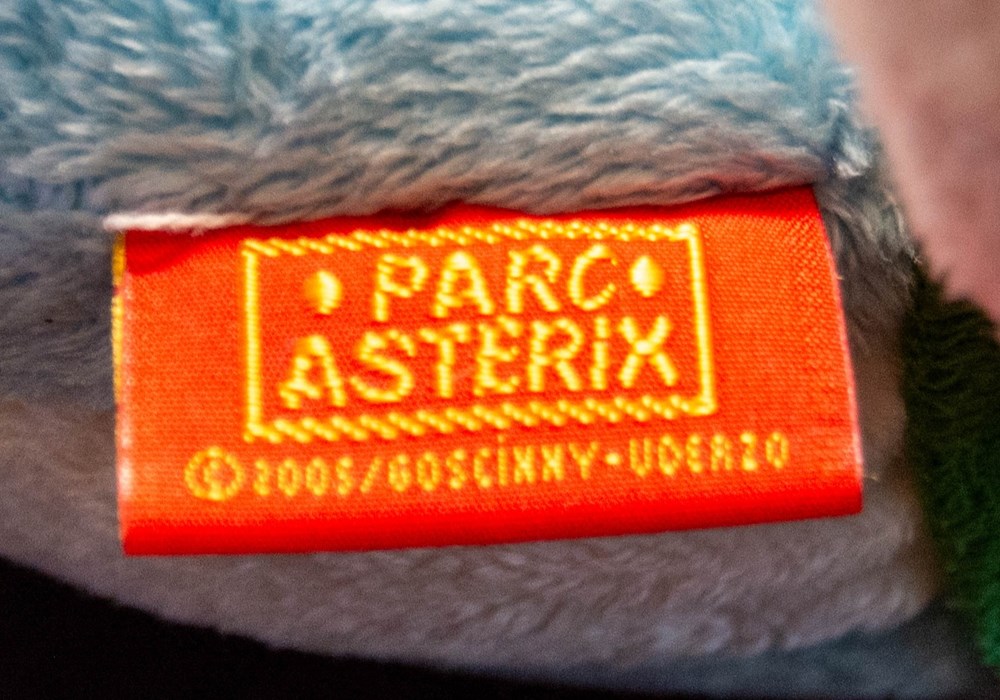 PARC
ASTERiX
© 2005/GOSCiNNY-UDERZO